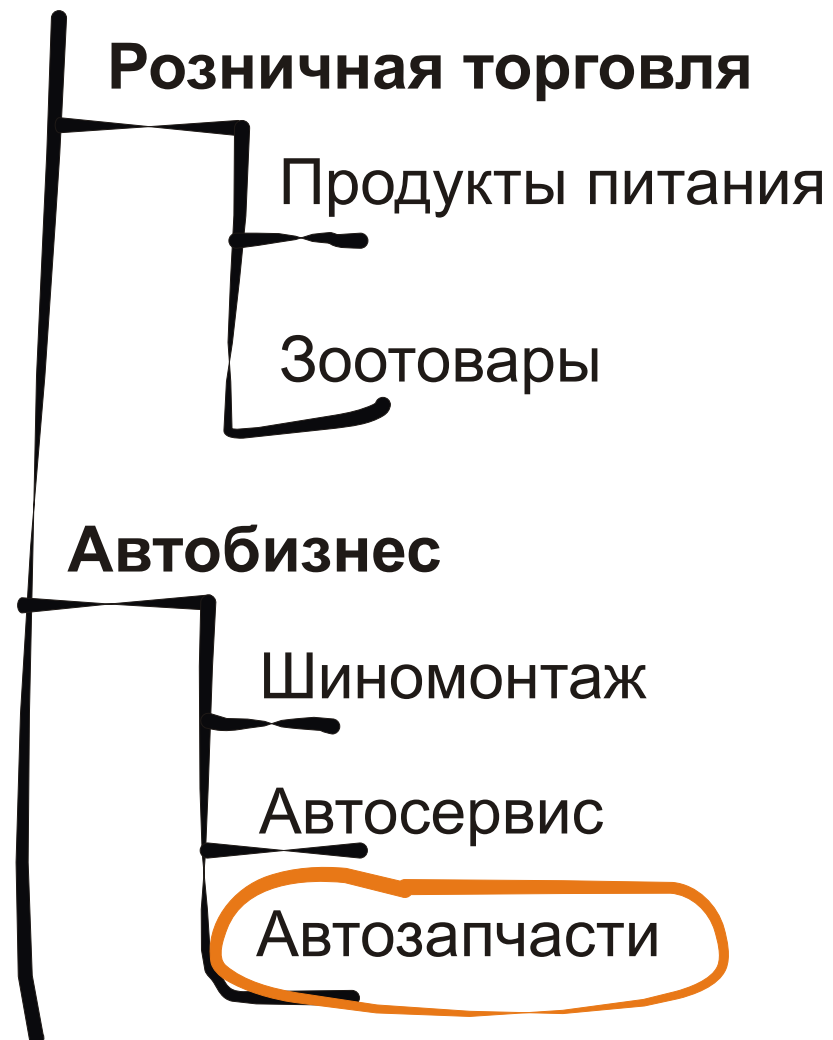 Розничная торговля
Продукты питания
Зоотовары
Автобизнес
Шиномонтаж
Автосервис
Автозапчасти